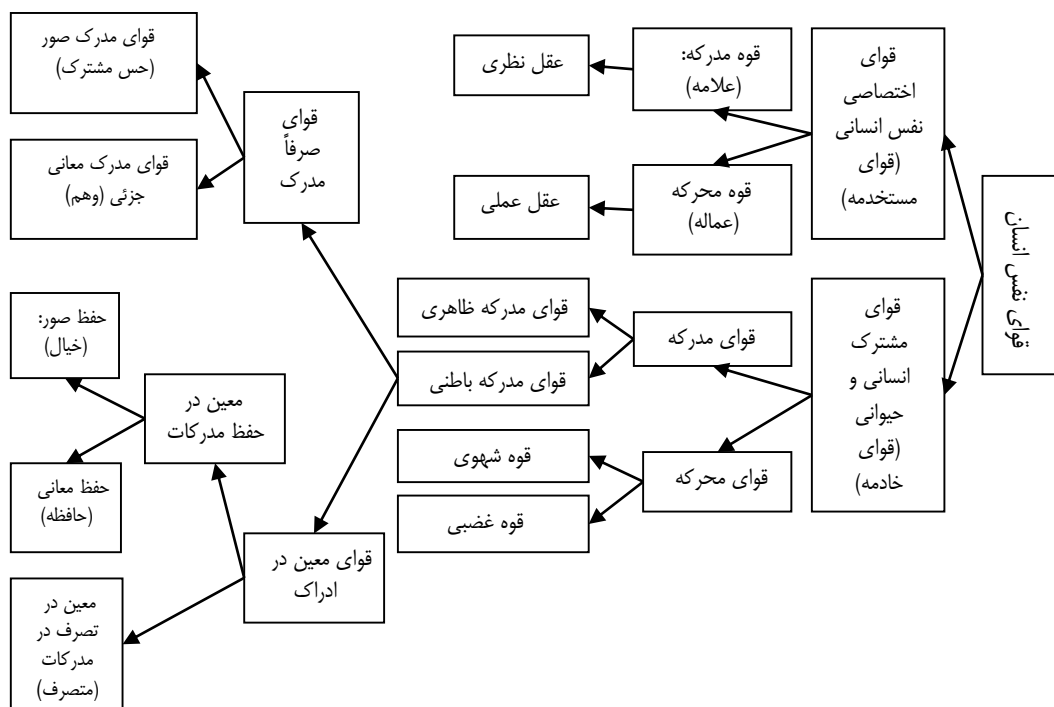 قوای نفس انسان
قوای
اختصاصی
نفس انسانی
(قوای
مستخدمه)
قوه مدرکه:
(علامه)
عقل نظری
قوه محرکه
(عماله)
عقل عملی
قوای
مشترک
انسانی و
حیوانی
(قوای
خادمه)
قوای مدرکه
قوای مدرکه ظاهری
قوای مدرکه باطنی
قوای محرکه
قوه شهوی
قوه غضبی
قوای
صرفاً
مدرک
قوای مدرک صور
(حس مشترک)
قوای مدرک معانی
جزئی (وهم)
قوای معین در
ادراک
معین در
حفظ مدرکات
حفظ صور:
(خیال)
حفظ معانی
(حافظه)
معین در
تصرف در
مدرکات
(متصرف)